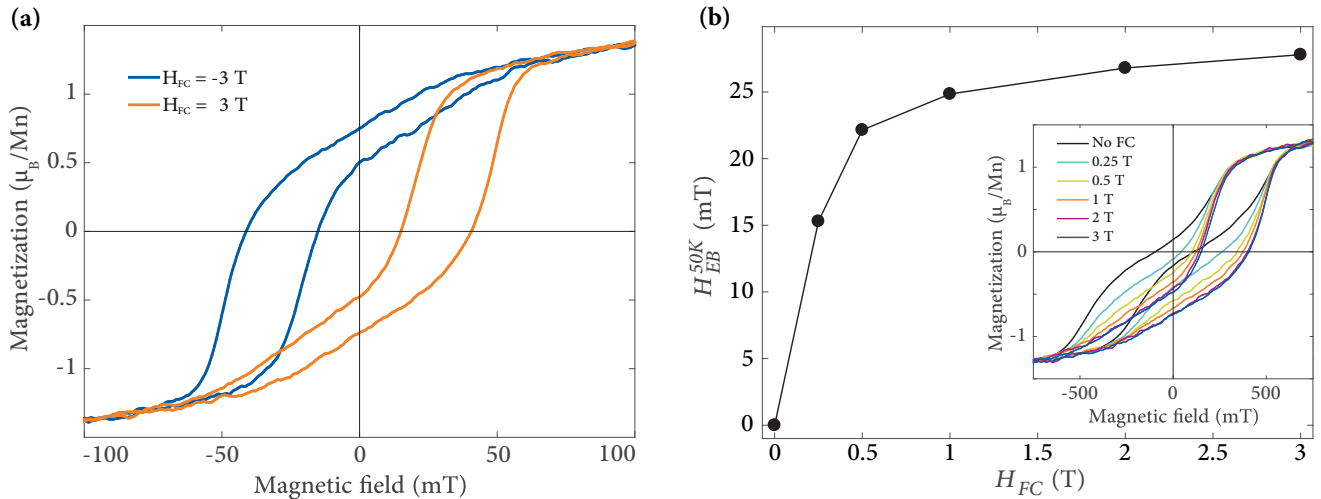 (a)
H_FC = -3 T
H_FC = 3 T
Magnetization (μ_B/Mn)
1
0.5
0
-0.5
-1
-100
-50
0
50
100
Magnetic field (mT)
(b)
H_EB^50K (mT)
25
20
15
10
5
0
0
0.5
1
1.5
2
2.5
3
H_FC (T)
No FC
0.25 T
0.5 T
1 T
2 T
3 T
Magnetization (μ_B/Mn)
1
0
-1
-500
0
500
Magnetic field (mT)